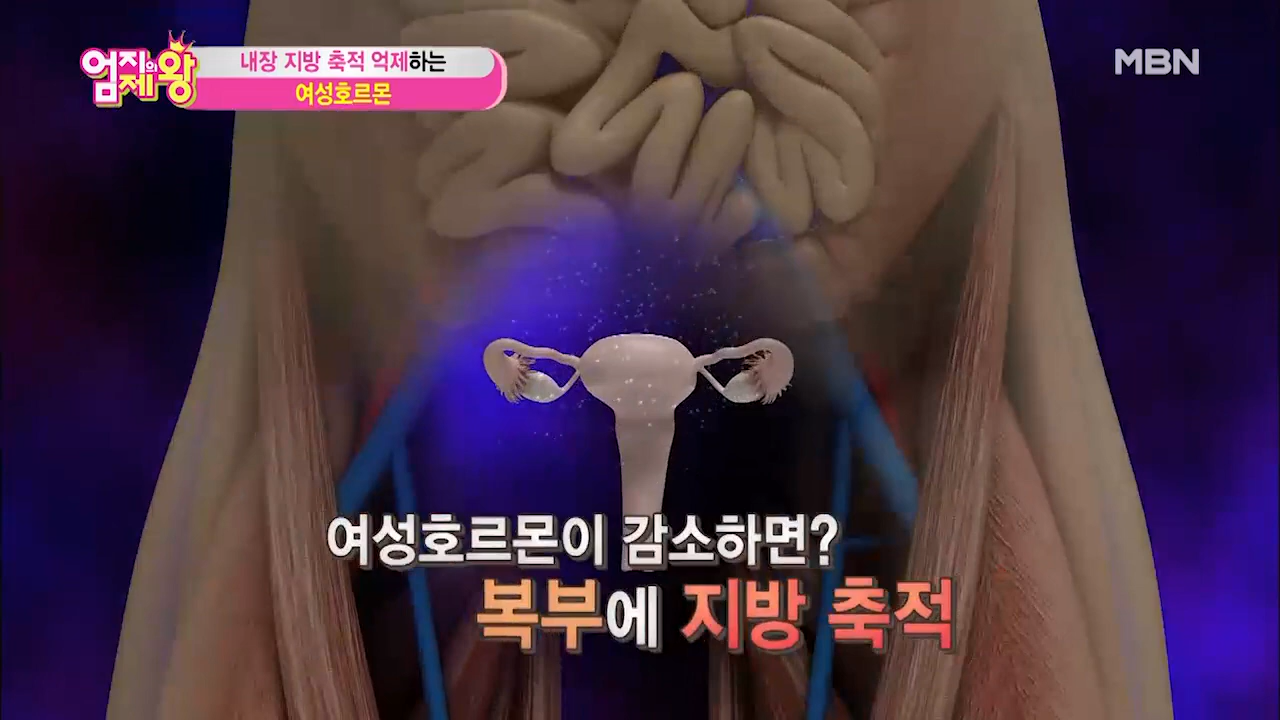 엄지의 제왕
내장 지방 축적 억제하는
여성호르몬
MBN
여성호르몬이 감소하면?
복부에 지방 축적